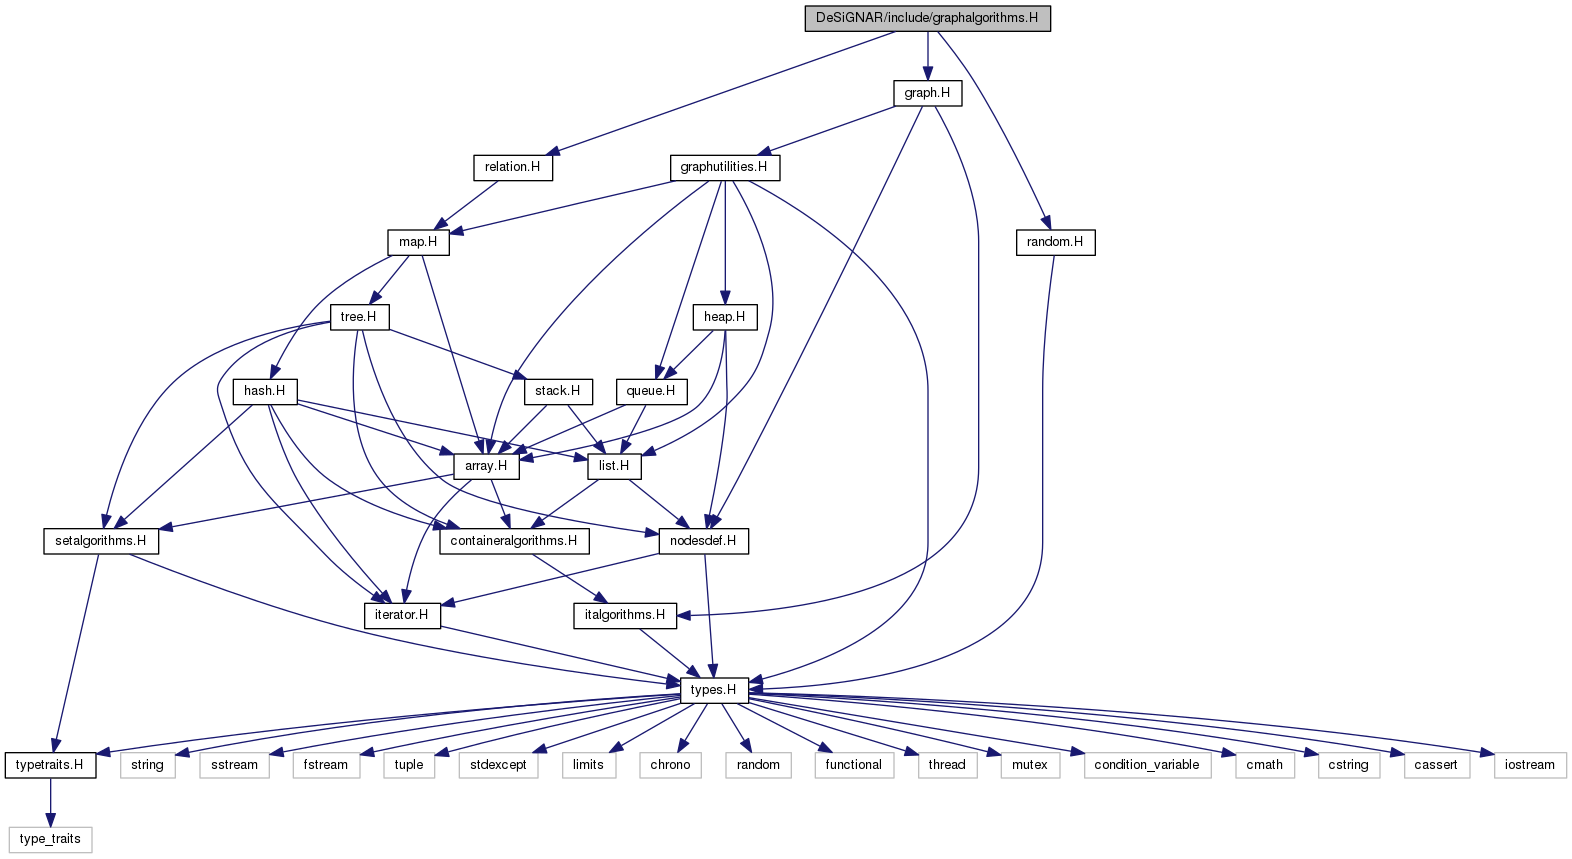 DeSiGNAR/include/graphalgorithms.H
graph.H
relation.H
graphutilities.H
map.H
random.H
tree.H
heap.H
hash.H
stack.H
queue.H
array.H
list.H
setalgorithms.H
containeralgorithms.H
nodesdef.H
iterator.H
italgorithms.H
types.H
typetraits.H
string
sstream
fstream
tuple
stdexcept
limits
chrono
random
functional
thread
mutex
condition_variable
cmath
cstring
cassert
iostream
type_traits